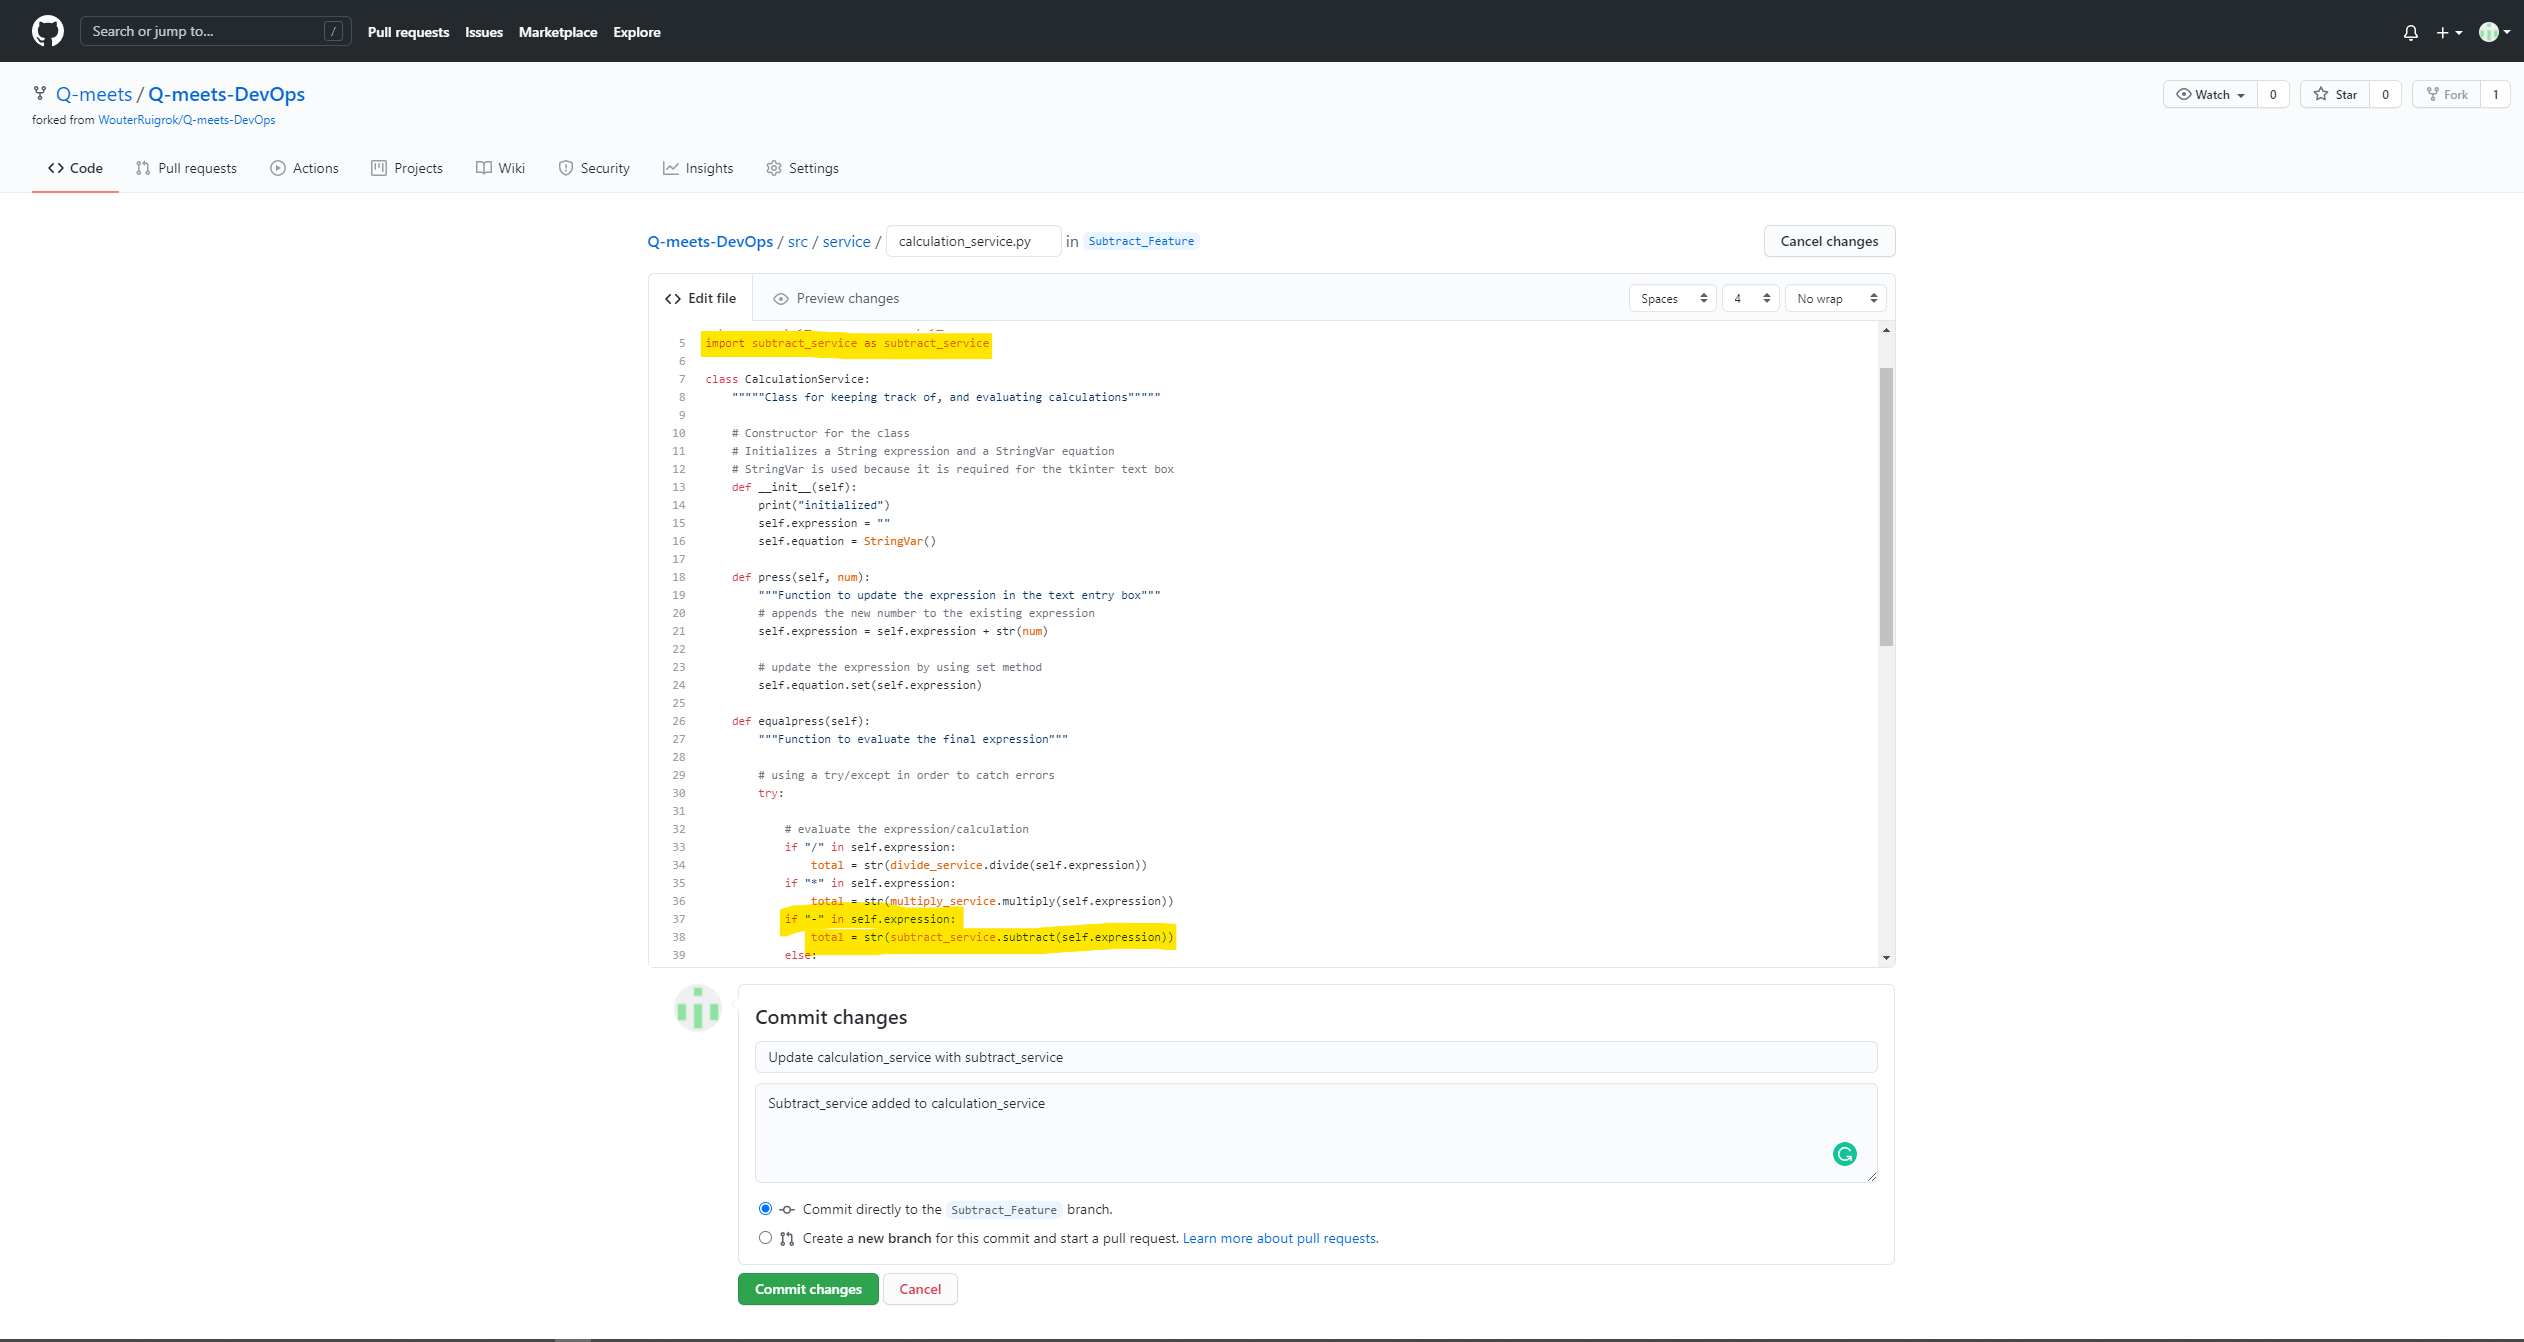 Search or jump to... /
Pull requests Issues Marketplace Explore
Q-meets / Q-meets-DevOps
Watch 0 Star 0 Fork 1
forked from WouterRuigrok/Q-meets-DevOps
Code Pull requests Actions Projects Wiki Security Insights Settings
Q-meets-DevOps / src / service / calculation_service.py in Subtract_Feature
Cancel changes
Edit file Preview changes
Spaces 4 No wrap
5 import subtract_service as subtract_service
6
7 class CalculationService:
8 """""Class for keeping track of, and evaluating calculations"""""
9
10 # Constructor for the class
11 # Initializes a String expression and a StringVar equation
12 # StringVar is used because it is required for the tkinter text box
13 def __init__(self):
14 print("initialized")
15 self.expression = ""
16 self.equation = StringVar()
17
18 def press(self, num):
19 """Function to update the expression in the text entry box"""
20 # appends the new number to the existing expression
21 self.expression = self.expression + str(num)
22
23 # update the expression by using set method
24 self.equation.set(self.expression)
25
26 def equalpress(self):
27 """Function to evaluate the final expression"""
28
29 # using a try/except in order to catch errors
30 try:
31
32 # evaluate the expression/calculation
33 if "/" in self.expression:
34 total = str(divide_service.divide(self.expression))
35 if "*" in self.expression:
36 total = str(multiply_service.multiply(self.expression))
37 if "-" in self.expression:
38 total = str(subtract_service.subtract(self.expression))
39 else:
Commit changes
Update calculation_service with subtract_service
Subtract_service added to calculation_service
Commit directly to the Subtract_Feature branch.
Create a new branch for this commit and start a pull request. Learn more about pull requests.
Commit changes Cancel